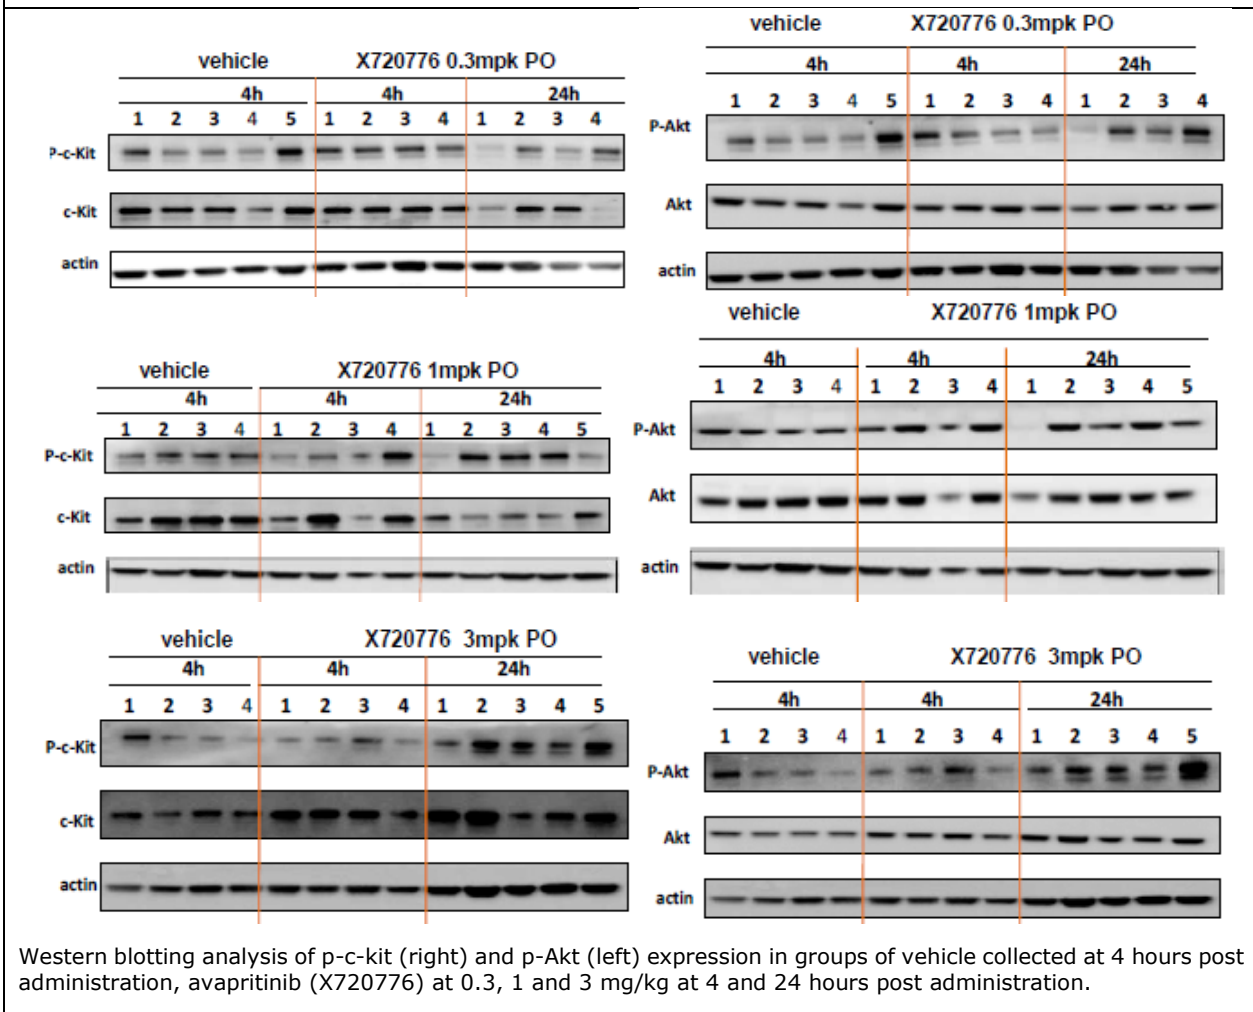 vehicle X720776 0.3mpk PO
4h 4h 24h
1 2 3 4 5 1 2 3 4 1 2 3 4
P-c-Kit
c-Kit
actin
vehicle X720776 0.3mpk PO
4h 4h 24h
1 2 3 4 5 1 2 3 4 1 2 3 4
P-Akt
Akt
actin
vehicle X720776 1mpk PO
4h 4h 24h
1 2 3 4 1 2 3 4 1 2 3 4 5
P-c-Kit
c-Kit
actin
vehicle X720776 1mpk PO
4h 4h 24h
1 2 3 4 1 2 3 4 1 2 3 4 5
P-Akt
Akt
actin
vehicle X720776 3mpk PO
4h 4h 24h
1 2 3 4 1 2 3 4 1 2 3 4 5
P-c-Kit
c-Kit
actin
vehicle X720776 3mpk PO
4h 4h 24h
1 2 3 4 1 2 3 4 1 2 3 4 5
P-Akt
Akt
actin
Western blotting analysis of p-c-kit (right) and p-Akt (left) expression in groups of vehicle collected at 4 hours post
administration, avapritinib (X720776) at 0.3, 1 and 3 mg/kg at 4 and 24 hours post administration.